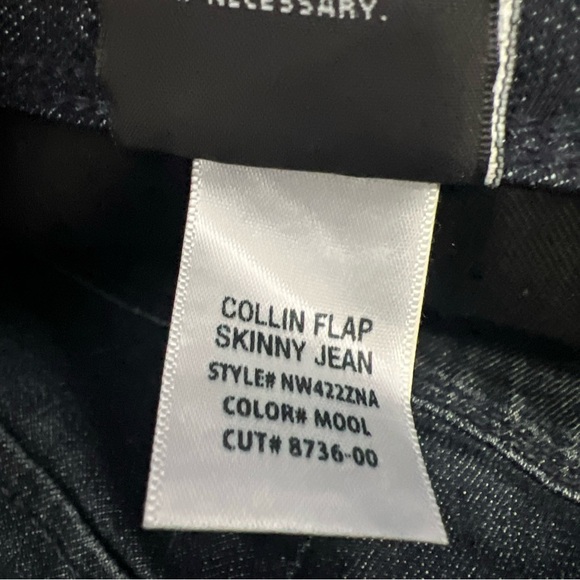 NECESSARY.
COLLIN FLAP
SKINNY JEAN
STYLE# NW422ZNA
COLOR# MOOL
CUT# 8736-00